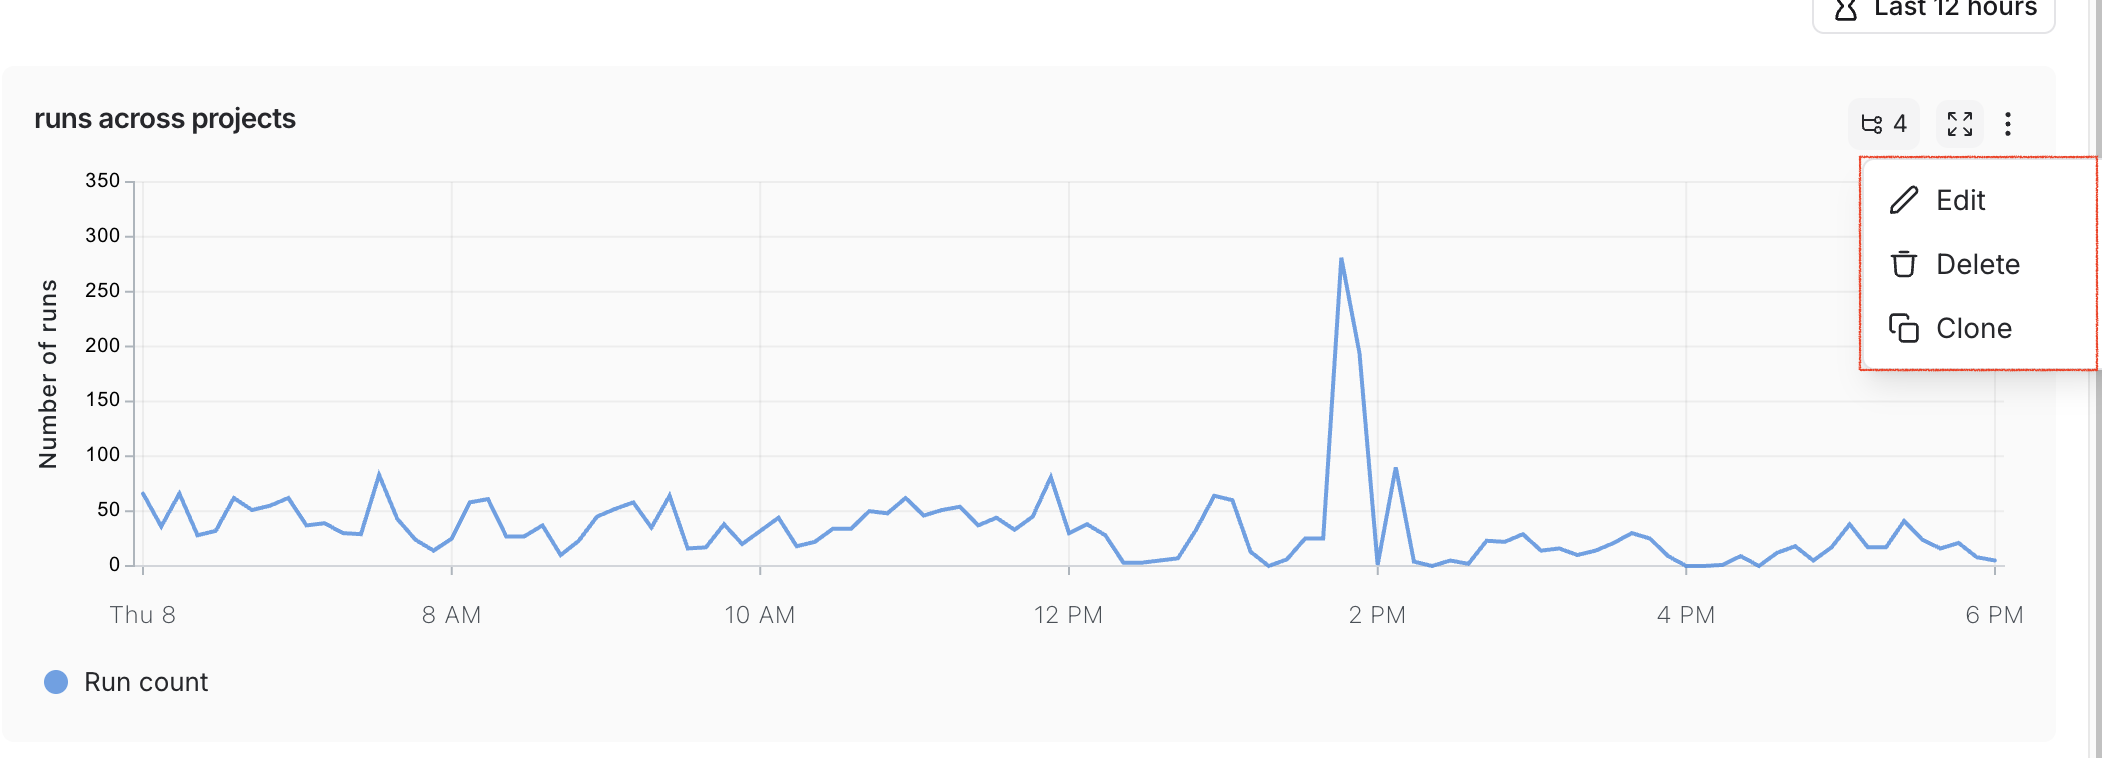 Last 12 hours
runs across projects
4
Edit
Delete
Clone
Number of runs
350
300
250
200
150
100
50
0
Thu 8
8 AM
10 AM
12 PM
2 PM
4 PM
6 PM
Run count